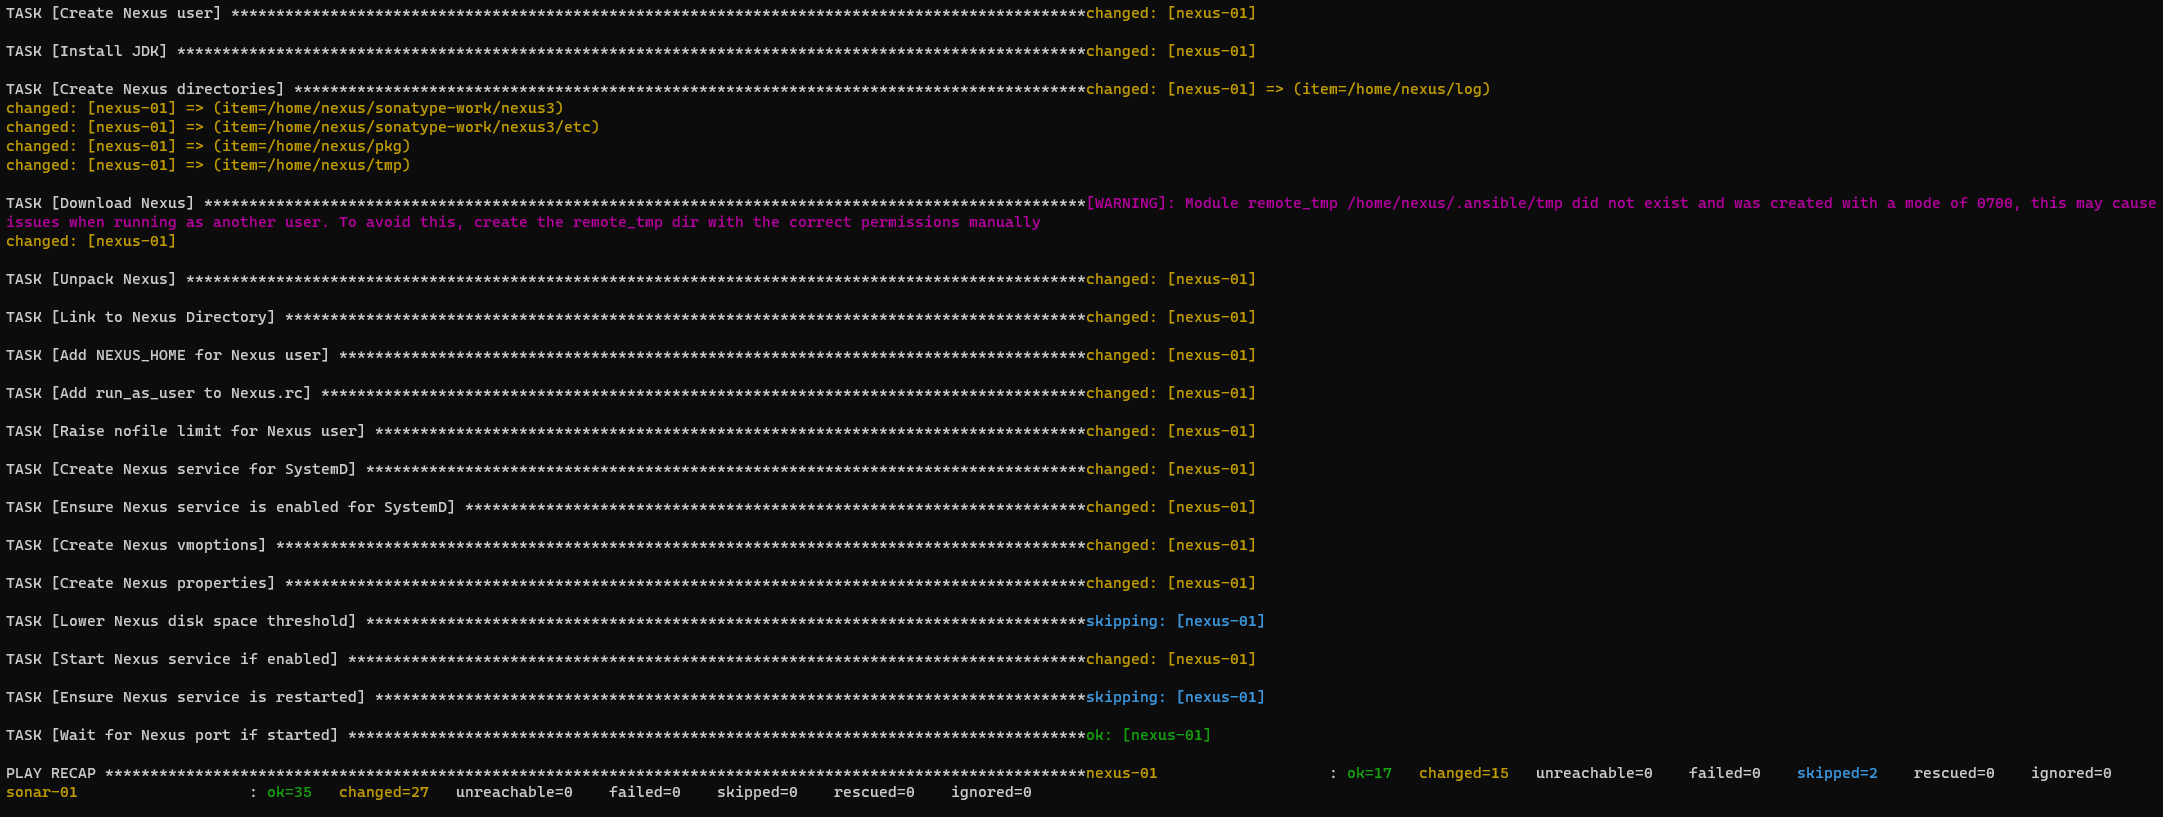 TASK [Create Nexus user] ***********************************************************************************************changed: [nexus-01]
TASK [Install JDK] *****************************************************************************************************changed: [nexus-01]
TASK [Create Nexus directories] ****************************************************************************************changed: [nexus-01] => (item=/home/nexus/log)
changed: [nexus-01] => (item=/home/nexus/sonatype-work/nexus3)
changed: [nexus-01] => (item=/home/nexus/sonatype-work/nexus3/etc)
changed: [nexus-01] => (item=/home/nexus/pkg)
changed: [nexus-01] => (item=/home/nexus/tmp)
TASK [Download Nexus] **************************************************************************************************[WARNING]: Module remote_tmp /home/nexus/.ansible/tmp did not exist and was created with a mode of 0700, this may cause
issues when running as another user. To avoid this, create the remote_tmp dir with the correct permissions manually
changed: [nexus-01]
TASK [Unpack Nexus] ****************************************************************************************************changed: [nexus-01]
TASK [Link to Nexus Directory] *****************************************************************************************changed: [nexus-01]
TASK [Add NEXUS_HOME for Nexus user] ***********************************************************************************changed: [nexus-01]
TASK [Add run_as_user to Nexus.rc] *************************************************************************************changed: [nexus-01]
TASK [Raise nofile limit for Nexus user] *******************************************************************************changed: [nexus-01]
TASK [Create Nexus service for SystemD] ********************************************************************************changed: [nexus-01]
TASK [Ensure Nexus service is enabled for SystemD] *********************************************************************changed: [nexus-01]
TASK [Create Nexus vmoptions] ******************************************************************************************changed: [nexus-01]
TASK [Create Nexus properties] *****************************************************************************************changed: [nexus-01]
TASK [Lower Nexus disk space threshold] ********************************************************************************skipping: [nexus-01]
TASK [Start Nexus service if enabled] **********************************************************************************changed: [nexus-01]
TASK [Ensure Nexus service is restarted] *******************************************************************************skipping: [nexus-01]
TASK [Wait for Nexus port if started] **********************************************************************************ok: [nexus-01]
PLAY RECAP *************************************************************************************************************nexus-01                   : ok=17   changed=15   unreachable=0    failed=0    skipped=2    rescued=0    ignored=0
sonar-01                   : ok=35   changed=27   unreachable=0    failed=0    skipped=0    rescued=0    ignored=0